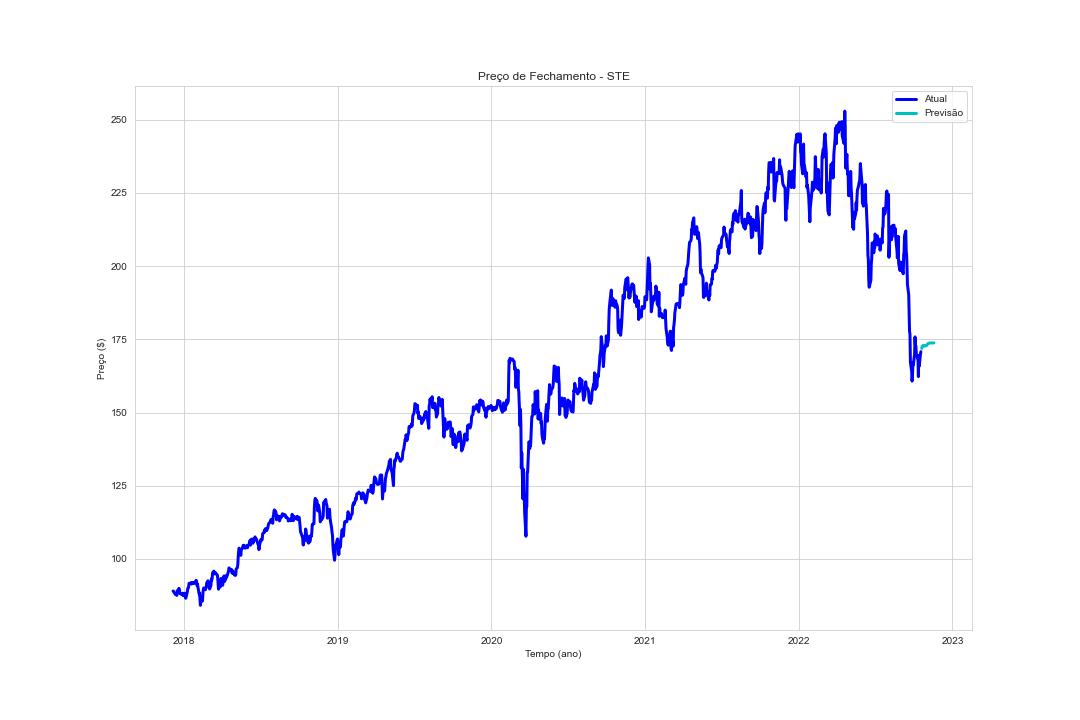 Preço de Fechamento - STE
Atual
Previsão
250
225
200
175
150
125
100
Preço ($)
2018
2019
2020
2021
2022
2023
Tempo (ano)